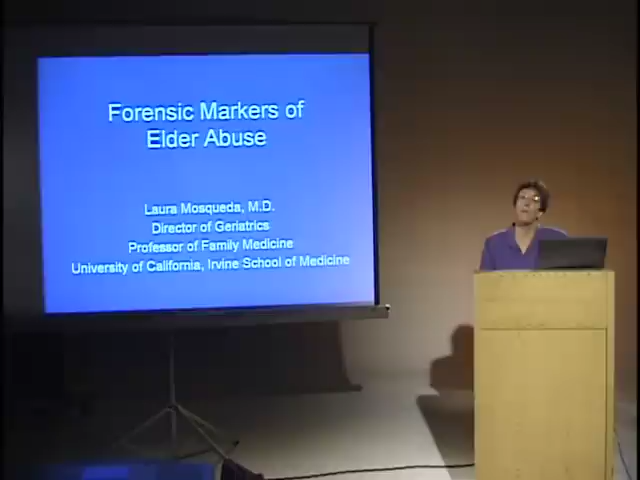 Forensic Markers of
Elder Abuse
Laura Mosqueda, M.D.
Director of Geriatrics
Professor of Family Medicine
University of California, Irvine School of Medicine